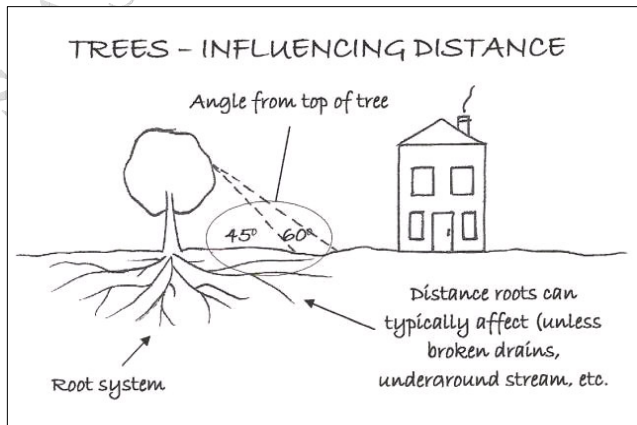 TREES – INFLUENCING DISTANCE
Angle from top of tree
45° 60°
Distance roots can
typically affect (unless
broken drains,
underaround stream, etc.
Root system